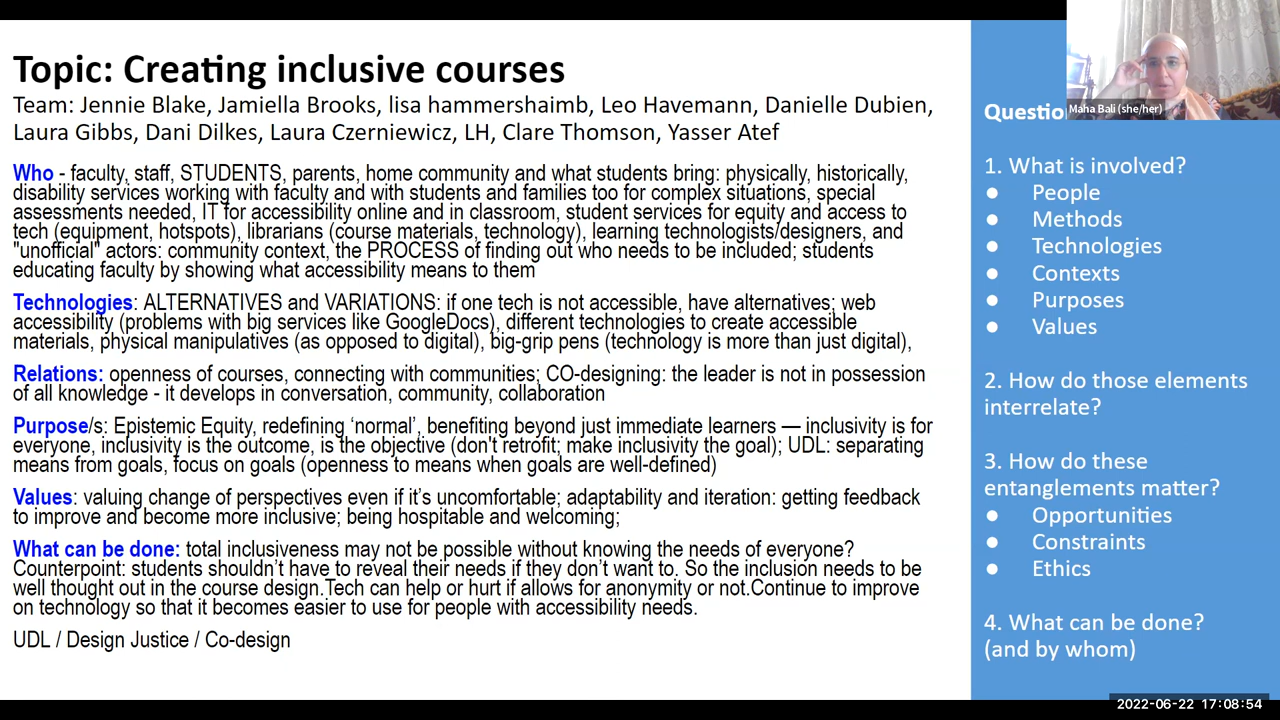 Topic: Creating inclusive courses
Team: Jennie Blake, Jamiella Brooks, lisa hammershaimb, Leo Havemann, Danielle Dubien,
Laura Gibbs, Dani Dilkes, Laura Czerniewicz, LH, Clare Thomson, Yasser Atef
Who - faculty, staff, STUDENTS, parents, home community and what students bring: physically, historically,
disability services working with faculty and with students and families too for complex situations, special
assessments needed, IT for accessibility online and in classroom, student services for equity and access to
tech (equipment, hotspots), librarians (course materials, technology), learning technologists/designers, and
"unofficial" actors: community context, the PROCESS of finding out who needs to be included; students
educating faculty by showing what accessibility means to them
Technologies: ALTERNATIVES and VARIATIONS: if one tech is not accessible, have alternatives; web
accessibility (problems with big services like GoogleDocs), different technologies to create accessible
materials, physical manipulatives (as opposed to digital), big-grip pens (technology is more than just digital),
Relations: openness of courses, connecting with communities; CO-designing: the leader is not in possession
of all knowledge - it develops in conversation, community, collaboration
Purpose/s: Epistemic Equity, redefining ‘normal’, benefiting beyond just immediate learners — inclusivity is for
everyone, inclusivity is the outcome, is the objective (don't retrofit; make inclusivity the goal); UDL: separating
means from goals, focus on goals (openness to means when goals are well-defined)
Values: valuing change of perspectives even if it’s uncomfortable; adaptability and iteration: getting feedback
to improve and become more inclusive; being hospitable and welcoming;
What can be done: total inclusiveness may not be possible without knowing the needs of everyone?
Counterpoint: students shouldn’t have to reveal their needs if they don’t want to. So the inclusion needs to be
well thought out in the course design.Tech can help or hurt if allows for anonymity or not.Continue to improve
on technology so that it becomes easier to use for people with accessibility needs.
UDL / Design Justice / Co-design
Maha Bali (she/her)
1. What is involved?
● People
● Methods
● Technologies
● Contexts
● Purposes
● Values
2. How do those elements
interrelate?
3. How do these
entanglements matter?
● Opportunities
● Constraints
● Ethics
4. What can be done?
(and by whom)
2022-06-22 17:08:54